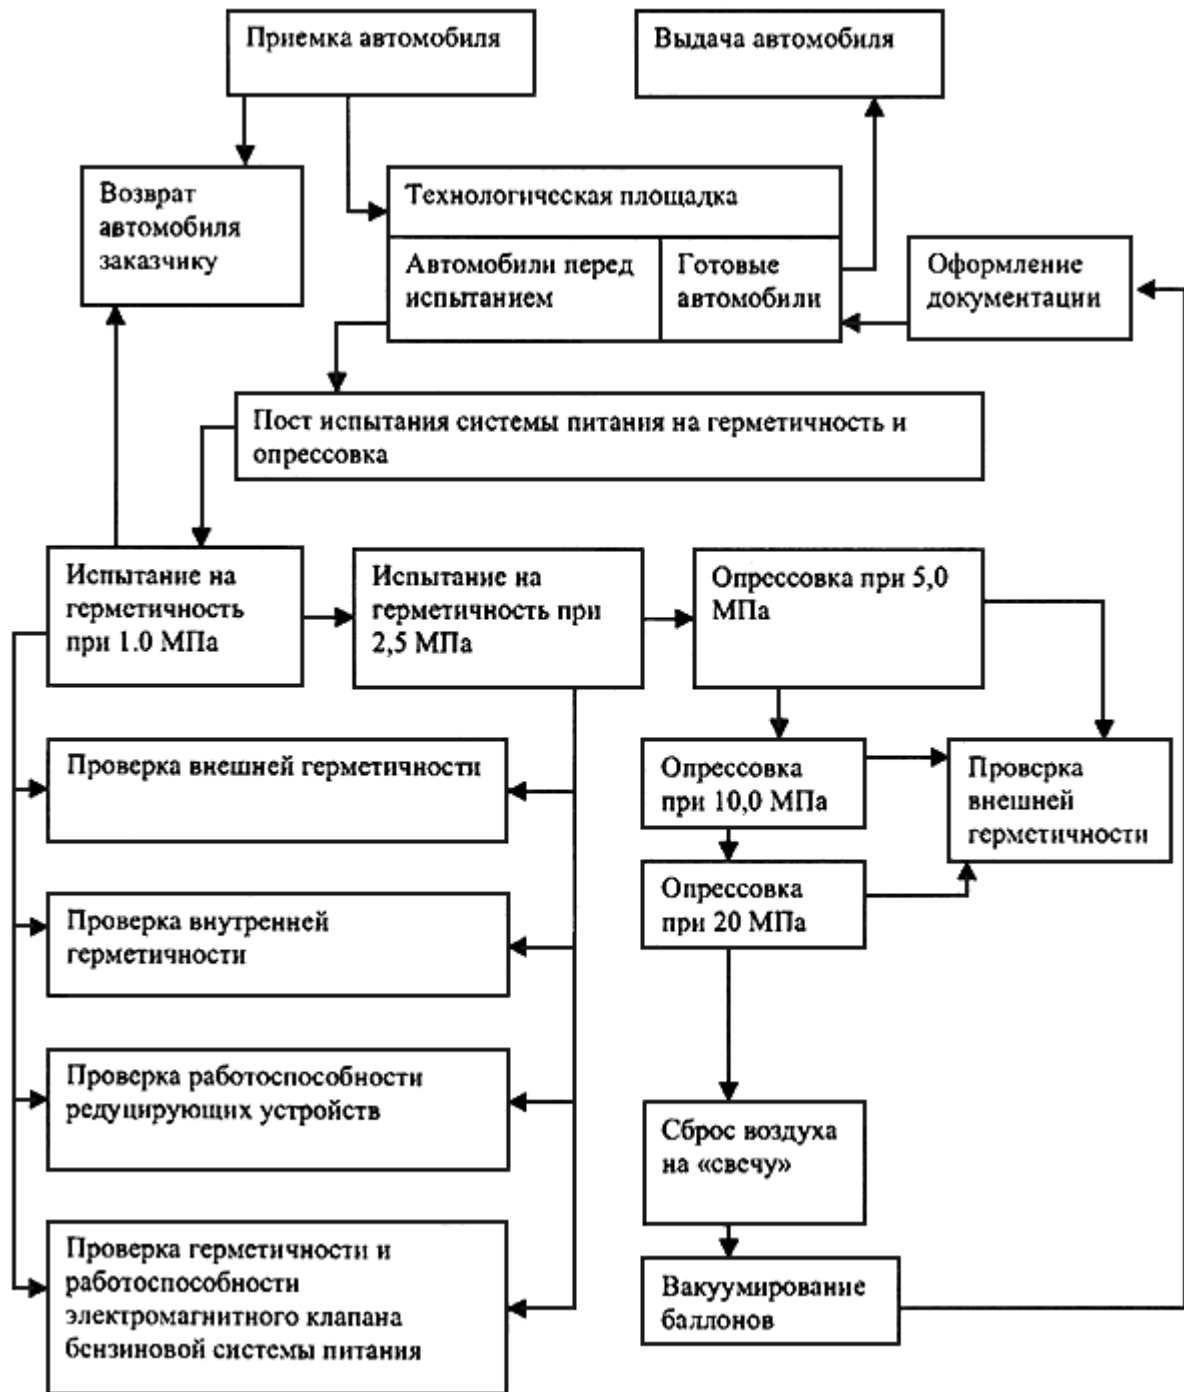 Приемка автомобиля
Выдача автомобиля
Возврат
автомобиля
заказчику
Технологическая площадка
Автомобили перед
испытанием
Готовые
автомобили
Оформление
документации
Пост испытания системы питания на герметичность и
опрессовка
Испытание на
герметичность
при 1.0 МПа
Испытание на
герметичность при
2,5 МПа
Опрессовка при 5,0
МПа
Проверка внешней герметичности
Опрессовка
при 10,0 МПа
Проверка
внешней
герметичности
Опрессовка
при 20 МПа
Проверка внутренней
герметичности
Проверка работоспособности
редуцирующих устройств
Сброс воздуха
на «свечу»
Проверка герметичности и
работоспособности
электромагнитного клапана
бензиновой системы питания
Вакуумирование
баллонов